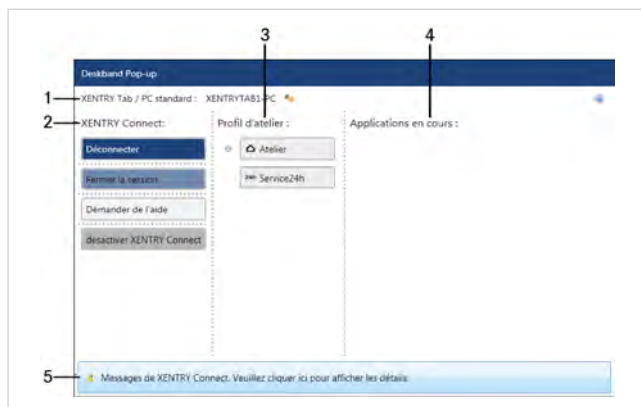 3 4
Deskband Pop-up
1 XENTRY Tab / PC standard : XENTRYTAB1-PC
2 XENTRY Connect: Profil d'atelier : Applications en cours :
Déconnecter Atelier
Fermer la session 24h Service24h
Demander de l'aide
désactiver XENTRY Connect
5 Messages de XENTRY Connect. Veuillez cliquer ici pour afficher les détails.